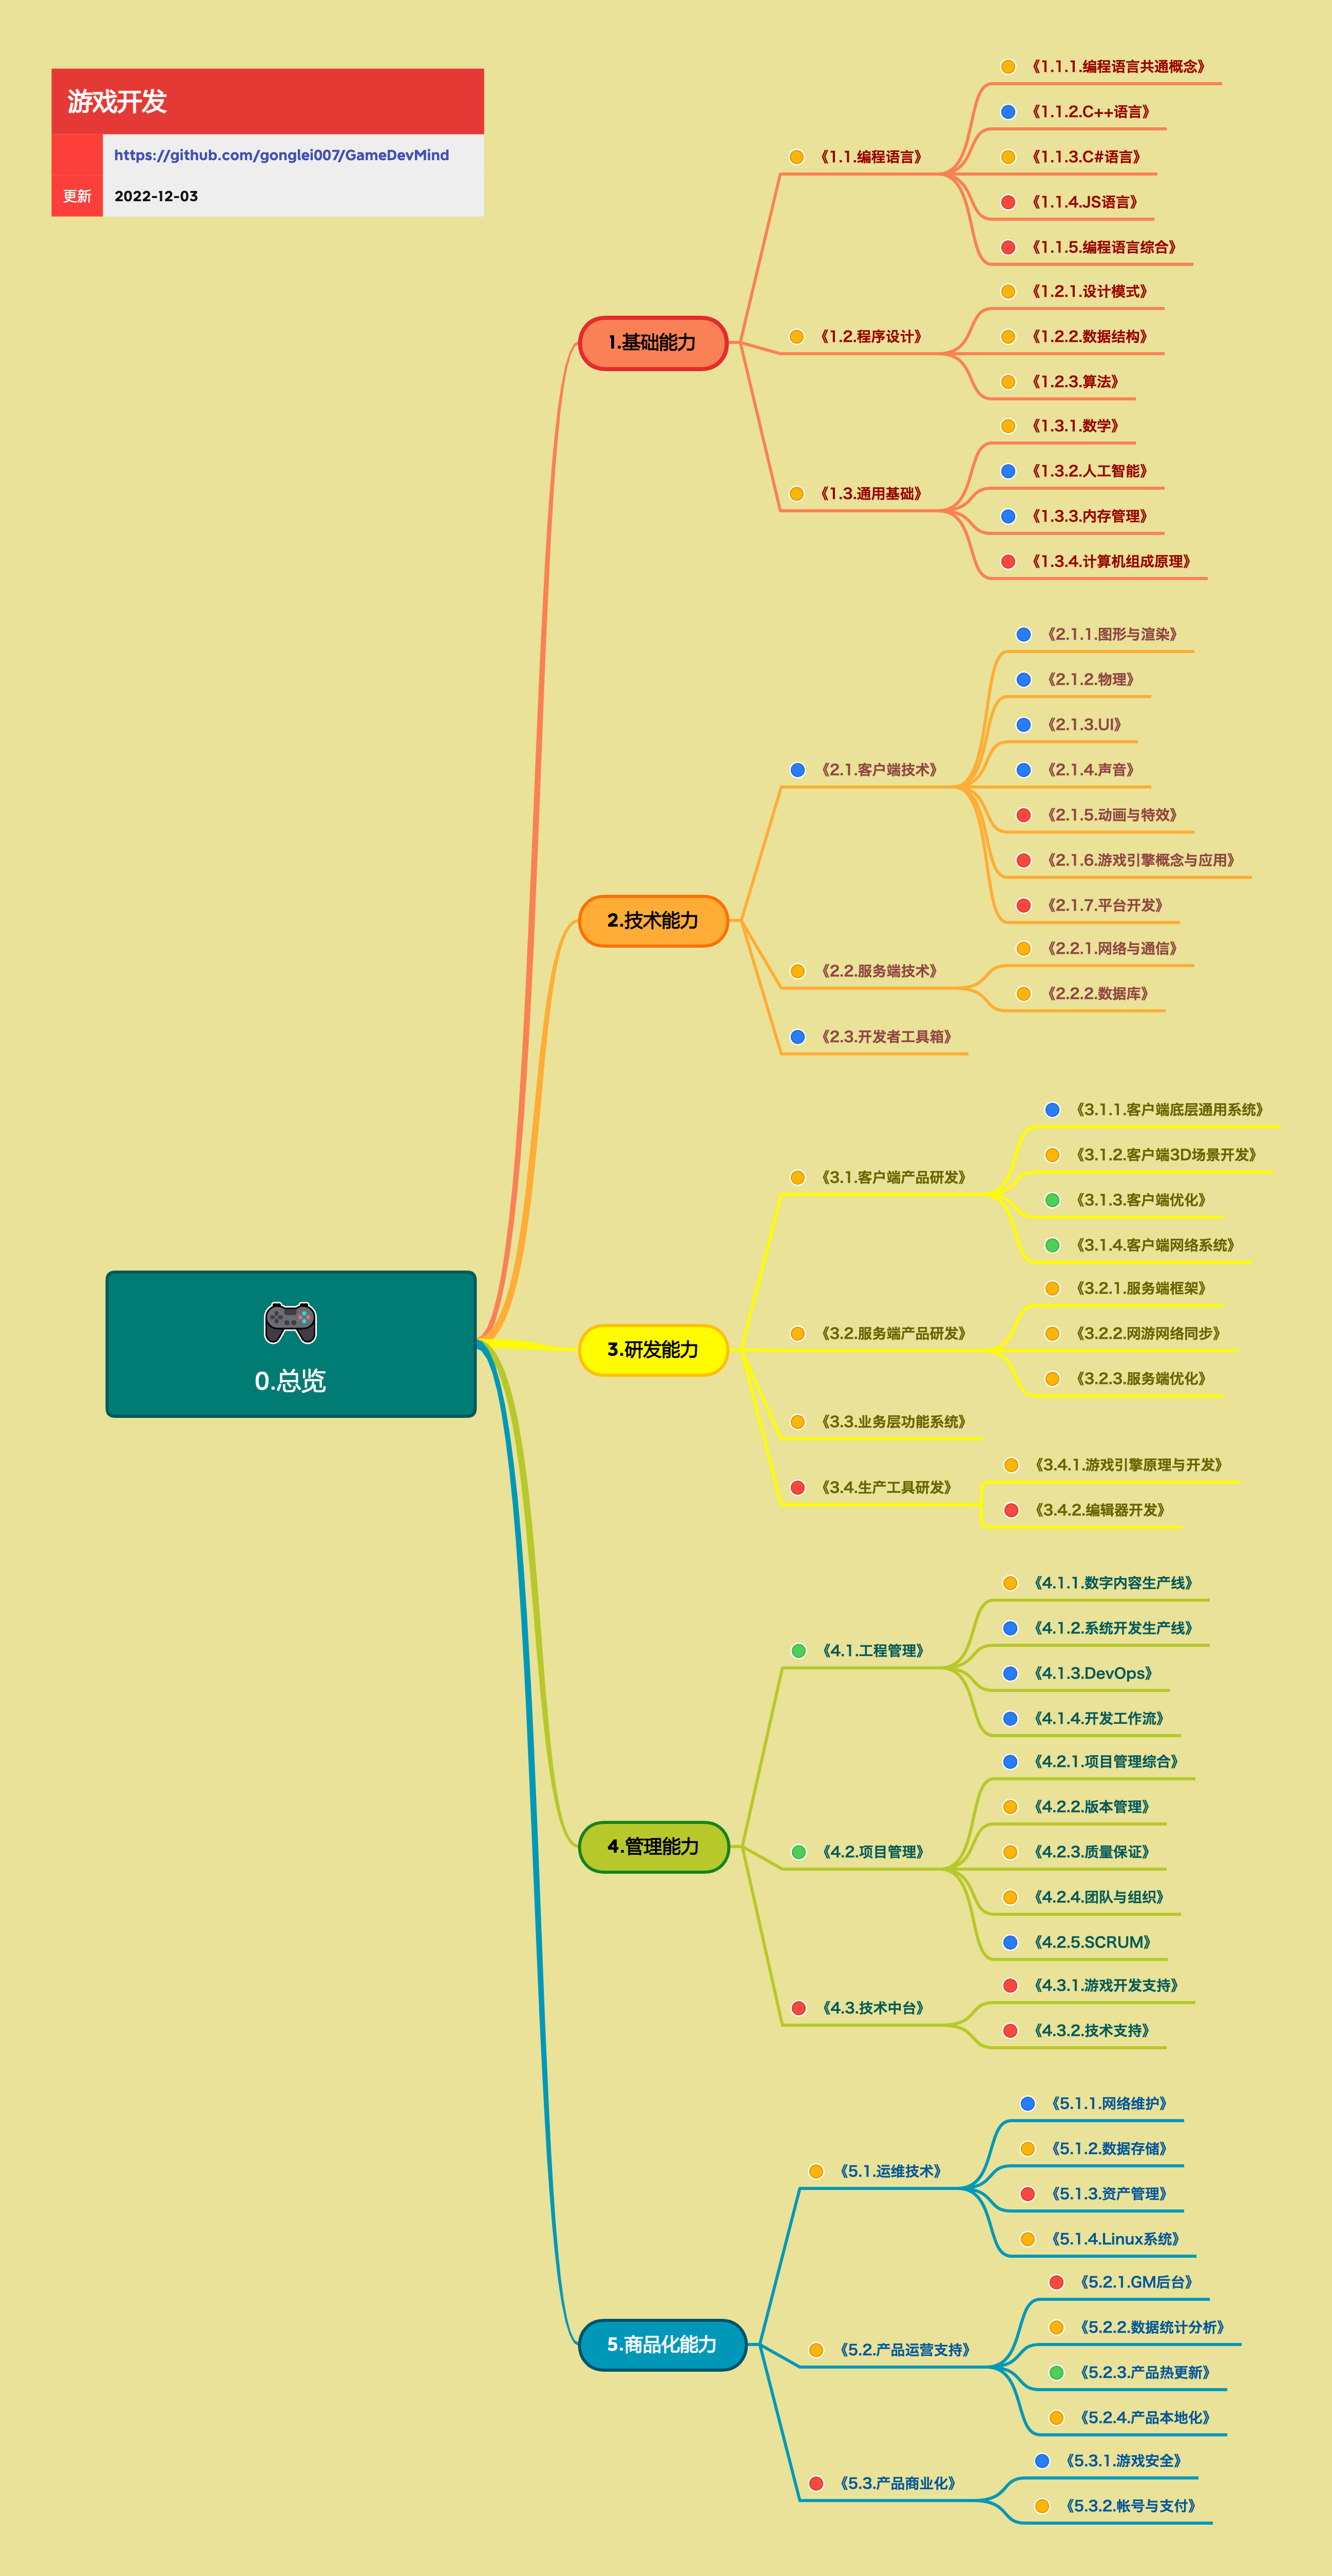 游戏开发
https://github.com/gonglei007/GameDevMind
更新 2022-12-03
0.总览
1.基础能力
《1.1.编程语言》
《1.1.1.编程语言共通概念》
《1.1.2.C++语言》
《1.1.3.C#语言》
《1.1.4.JS语言》
《1.1.5.编程语言综合》
《1.2.程序设计》
《1.2.1.设计模式》
《1.2.2.数据结构》
《1.2.3.算法》
《1.3.通用基础》
《1.3.1.数学》
《1.3.2.人工智能》
《1.3.3.内存管理》
《1.3.4.计算机组成原理》
2.技术能力
《2.1.客户端技术》
《2.1.1.图形与渲染》
《2.1.2.物理》
《2.1.3.UI》
《2.1.4.声音》
《2.1.5.动画与特效》
《2.1.6.游戏引擎概念与应用》
《2.1.7.平台开发》
《2.2.服务端技术》
《2.2.1.网络与通信》
《2.2.2.数据库》
《2.3.开发者工具箱》
3.研发能力
《3.1.客户端产品研发》
《3.1.1.客户端底层通用系统》
《3.1.2.客户端3D场景开发》
《3.1.3.客户端优化》
《3.1.4.客户端网络系统》
《3.2.服务端产品研发》
《3.2.1.服务端框架》
《3.2.2.网游网络同步》
《3.2.3.服务端优化》
《3.3.业务层功能系统》
《3.4.生产工具研发》
《3.4.1.游戏引擎原理与开发》
《3.4.2.编辑器开发》
4.管理能力
《4.1.工程管理》
《4.1.1.数字内容生产线》
《4.1.2.系统开发生产线》
《4.1.3.DevOps》
《4.1.4.开发工作流》
《4.2.项目管理》
《4.2.1.项目管理综合》
《4.2.2.版本管理》
《4.2.3.质量保证》
《4.2.4.团队与组织》
《4.2.5.SCRUM》
《4.3.技术中台》
《4.3.1.游戏开发支持》
《4.3.2.技术支持》
5.商品化能力
《5.1.运维技术》
《5.1.1.网络维护》
《5.1.2.数据存储》
《5.1.3.资产管理》
《5.1.4.Linux系统》
《5.2.产品运营支持》
《5.2.1.GM后台》
《5.2.2.数据统计分析》
《5.2.3.产品热更新》
《5.2.4.产品本地化》
《5.3.产品商业化》
《5.3.1.游戏安全》
《5.3.2.帐号与支付》